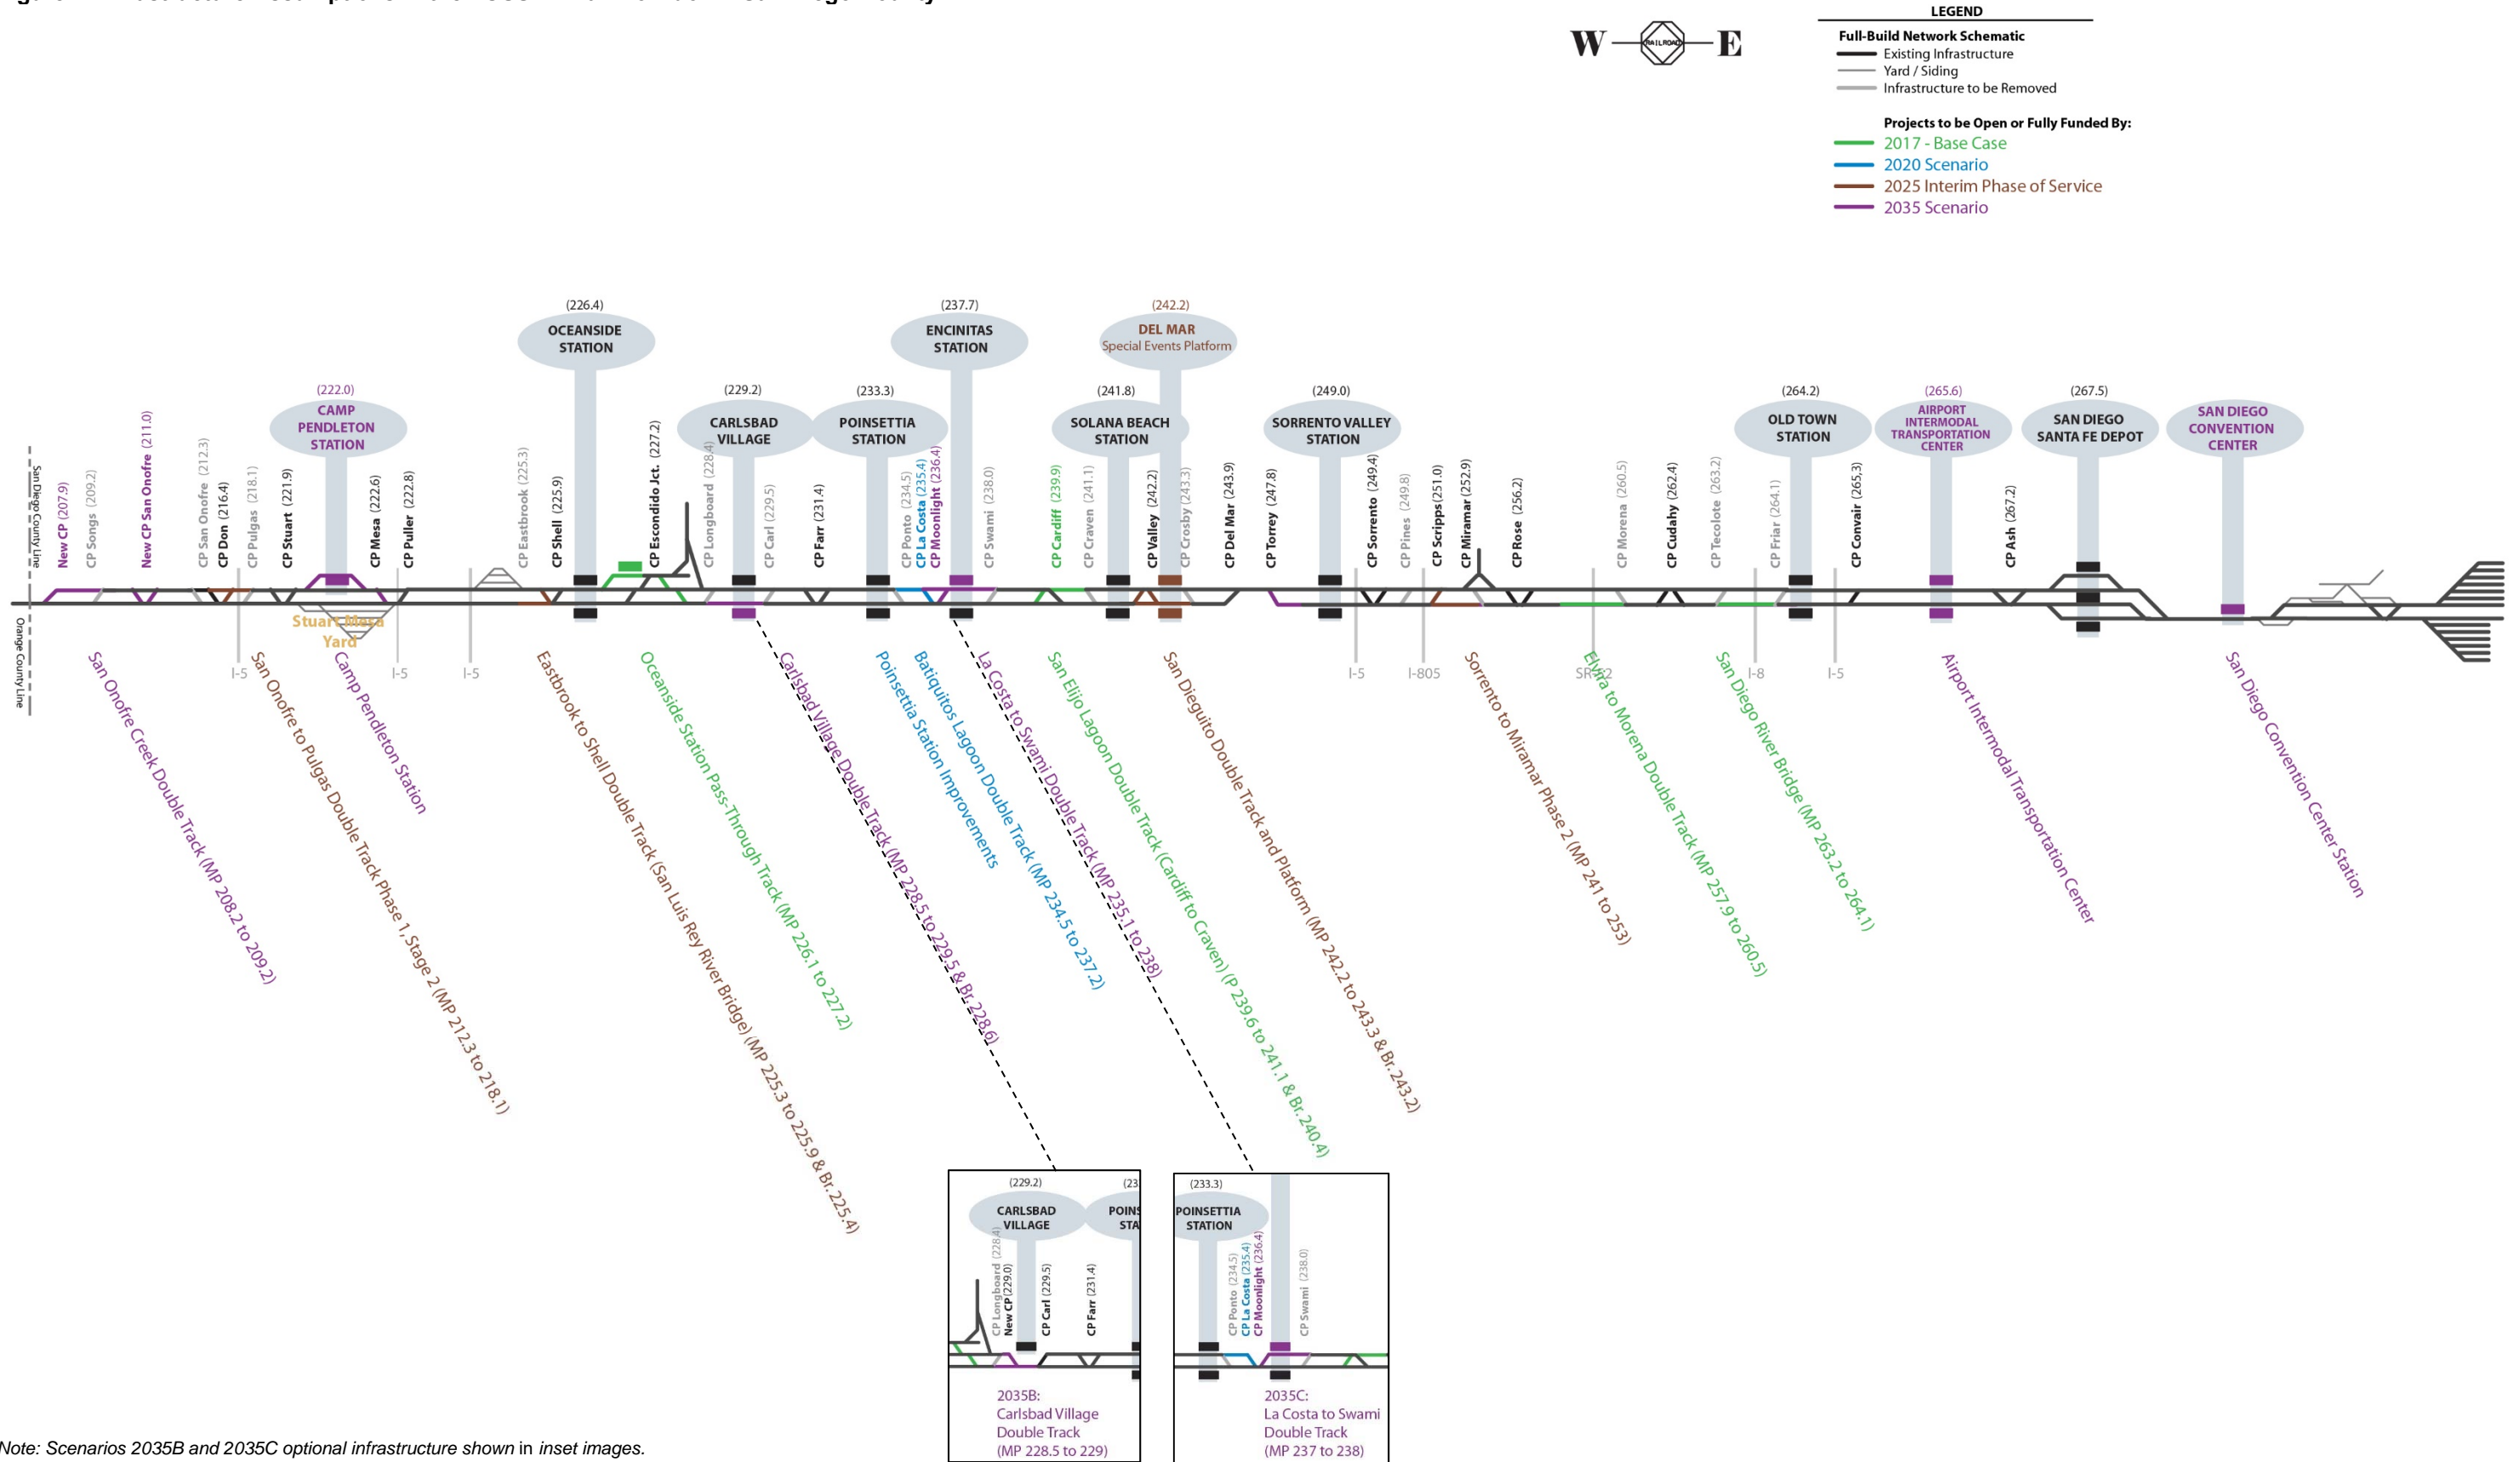 W RAILROAD E
LEGEND
Full-Build Network Schematic
Existing Infrastructure
Yard / Siding
Infrastructure to be Removed
Projects to be Open or Fully Funded By:
2017 - Base Case
2020 Scenario
2025 Interim Phase of Service
2035 Scenario
(226.4)
OCEANSIDE
STATION
(237.7)
ENCINITAS
STATION
(242.2)
DEL MAR
Special Events Platform
(222.0)
CAMP
PENDLETON
STATION
(229.2)
CARLSBAD
VILLAGE
(233.3)
POINSETTIA
STATION
(241.8)
SOLANA BEACH
STATION
(249.0)
SORRENTO VALLEY
STATION
(264.2)
OLD TOWN
STATION
(265.6)
AIRPORT
INTERMODAL
TRANSPORTATION
CENTER
(267.5)
SAN DIEGO
SANTA FE DEPOT
SAN DIEGO
CONVENTION
CENTER
San Diego County Line
Orange County Line
New CP (207.9)
CP Songs (209.2)
New CP San Onofre (211.0)
CP San Onofre (212.3)
CP Don (216.4)
CP Pulgas (218.1)
CP Stuart (221.9)
CP Mesa (222.6)
CP Puller (222.8)
CP Eastbrook (225.3)
CP Shell (225.9)
CP Escondido Jct. (227.2)
CP Longboard (228.4)
CP Carl (229.5)
CP Farr (231.4)
CP Ponto (234.5)
CP La Costa (235.4)
CP Moonlight (236.4)
CP Swami (238.0)
CP Cardiff (239.9)
CP Craven (241.1)
CP Valley (242.2)
CP Crosby (243.3)
CP Del Mar (243.9)
CP Torrey (247.8)
CP Sorrento (249.4)
CP Pines (249.8)
CP Scripps (251.0)
CP Miramar (252.9)
CP Rose (256.2)
CP Morena (260.5)
CP Cudahy (262.4)
CP Tecolote (263.2)
CP Friar (264.1)
CP Convair (265.3)
CP Ash (267.2)
Stuart Mesa
Yard
I-5
I-5
I-5
I-5
I-805
I-8
I-5
San Onofre Creek Double Track (MP 208.2 to 209.2)
San Onofre to Pulgas Double Track Phase 1, Stage 2 (MP 212.3 to 218.1)
Camp Pendleton Station
Eastbrook to Shell Double Track (San Luis Rey River Bridge) (MP 225.3 to 225.9 & Br. 225.4)
Oceanside Station Pass-Through Track (MP 226.1 to 227.2)
Carlsbad Village Double Track (MP 228.5 to 229.5 & Br. 228.6)
Poinsettia Station Improvements
Batiquitos Lagoon Double Track (MP 234.5 to 237.2)
La Costa to Swami Double Track (MP 235.1 to 238)
San Elijo Lagoon Double Track (Cardiff to Craven) (P 239.6 to 241.1 & Br. 240.4)
San Dieguito Double Track and Platform (MP 242.2 to 243.3 & Br. 243.2)
Sorrento to Miramar Phase 2 (MP 241 to 253)
Elvira to Morena Double Track (MP 257.9 to 260.5)
San Diego River Bridge (MP 263.2 to 264.1)
Airport Intermodal Transportation Center
San Diego Convention Center Station
(229.2)
CARLSBAD
VILLAGE
(23
POINS
STA
CP Longboard (228.4)
New CP (229.0)
CP Carl (229.5)
CP Farr (231.4)
2035B:
Carlsbad Village
Double Track
(MP 228.5 to 229)
(233.3)
POINSETTIA
STATION
CP Ponto (234.5)
CP La Costa (235.4)
CP Moonlight (236.4)
CP Swami (238.0)
2035C:
La Costa to Swami
Double Track
(MP 237 to 238)
Note: Scenarios 2035B and 2035C optional infrastructure shown in inset images.